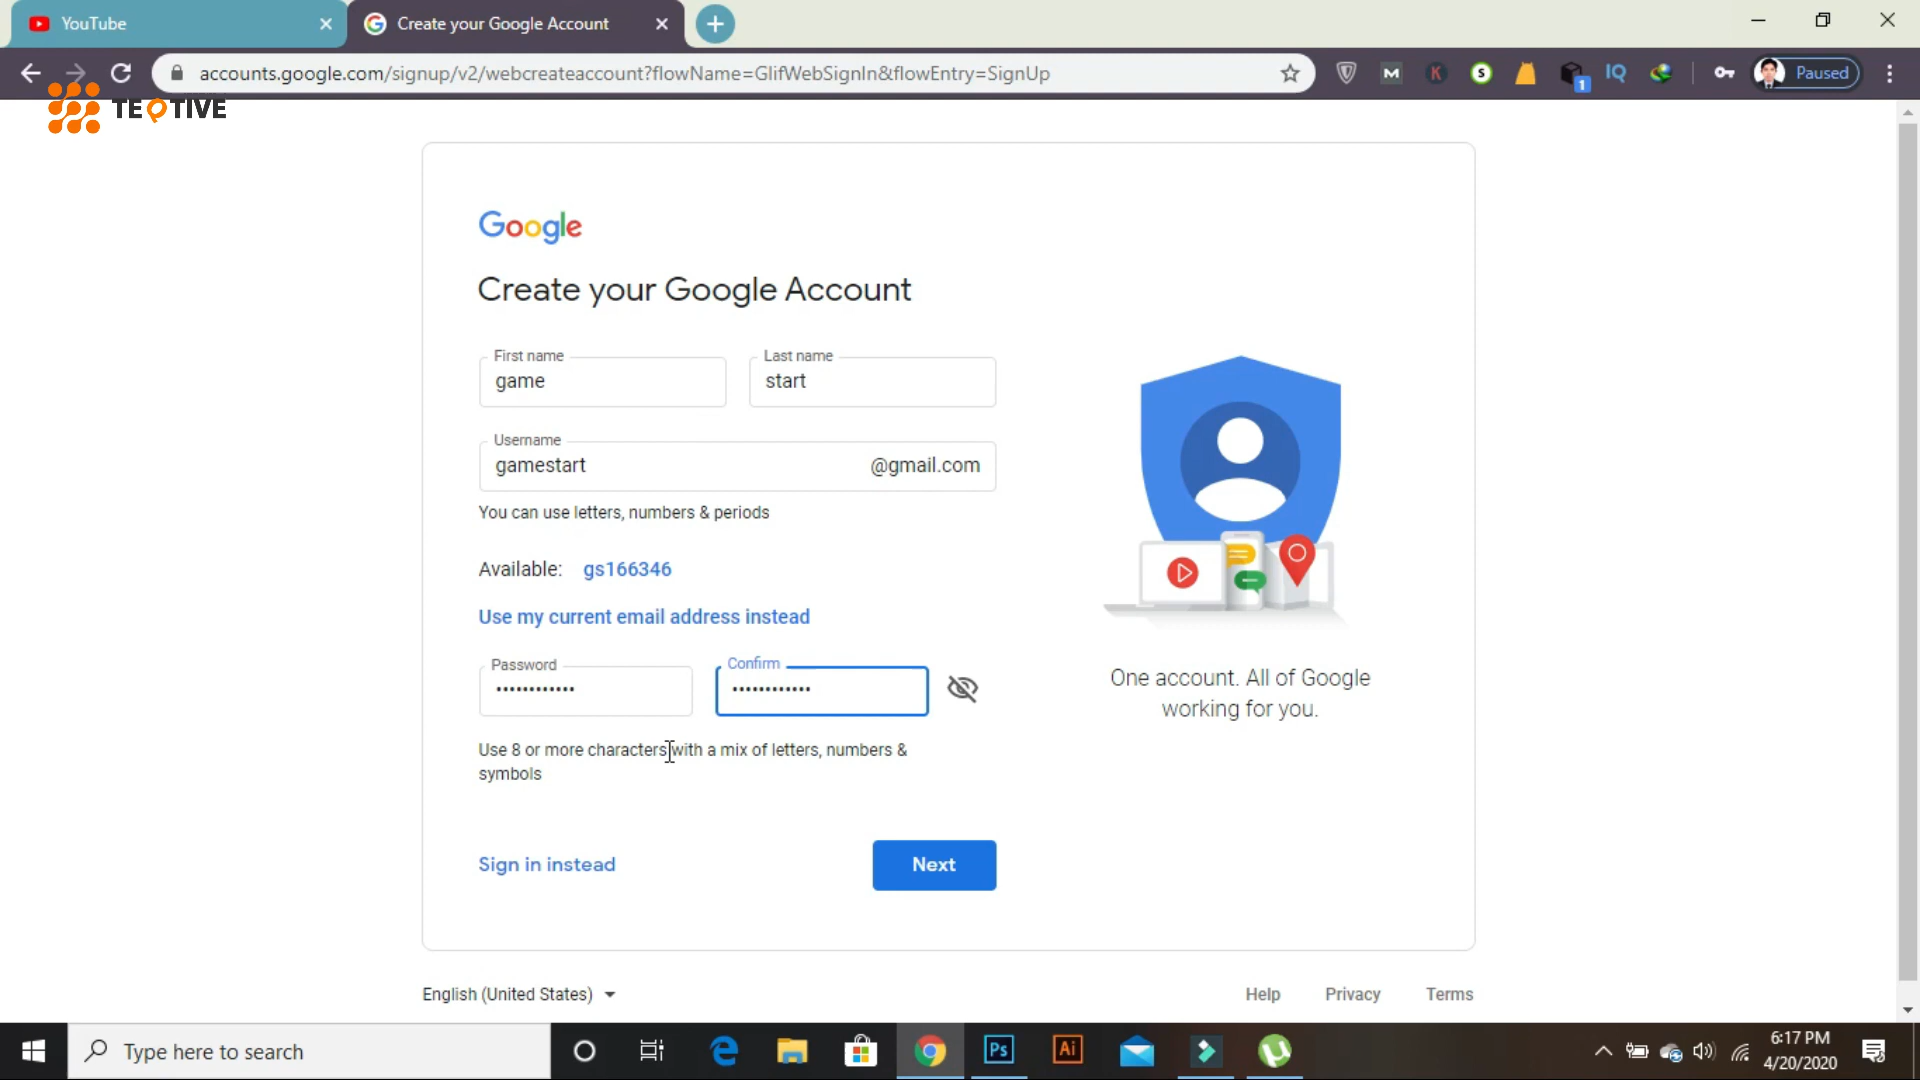 YouTube
Create your Google Account
accounts.google.com/signup/v2/webcreateaccount?flowName=GlifWebSignIn&flowEntry=SignUp
M
K
S
1
IQ
Paused
TEQTIVE
Google
Create your Google Account
First name
Last name
game
start
Username
gamestart
@gmail.com
You can use letters, numbers & periods
Available: gs166346
Use my current email address instead
Password
Confirm
••••••••••••
••••••••••••
Use 8 or more characters with a mix of letters, numbers &
symbols
Sign in instead
Next
One account. All of Google
working for you.
English (United States)
Help
Privacy
Terms
Type here to search
Ps
Ai
6:17 PM
4/20/2020